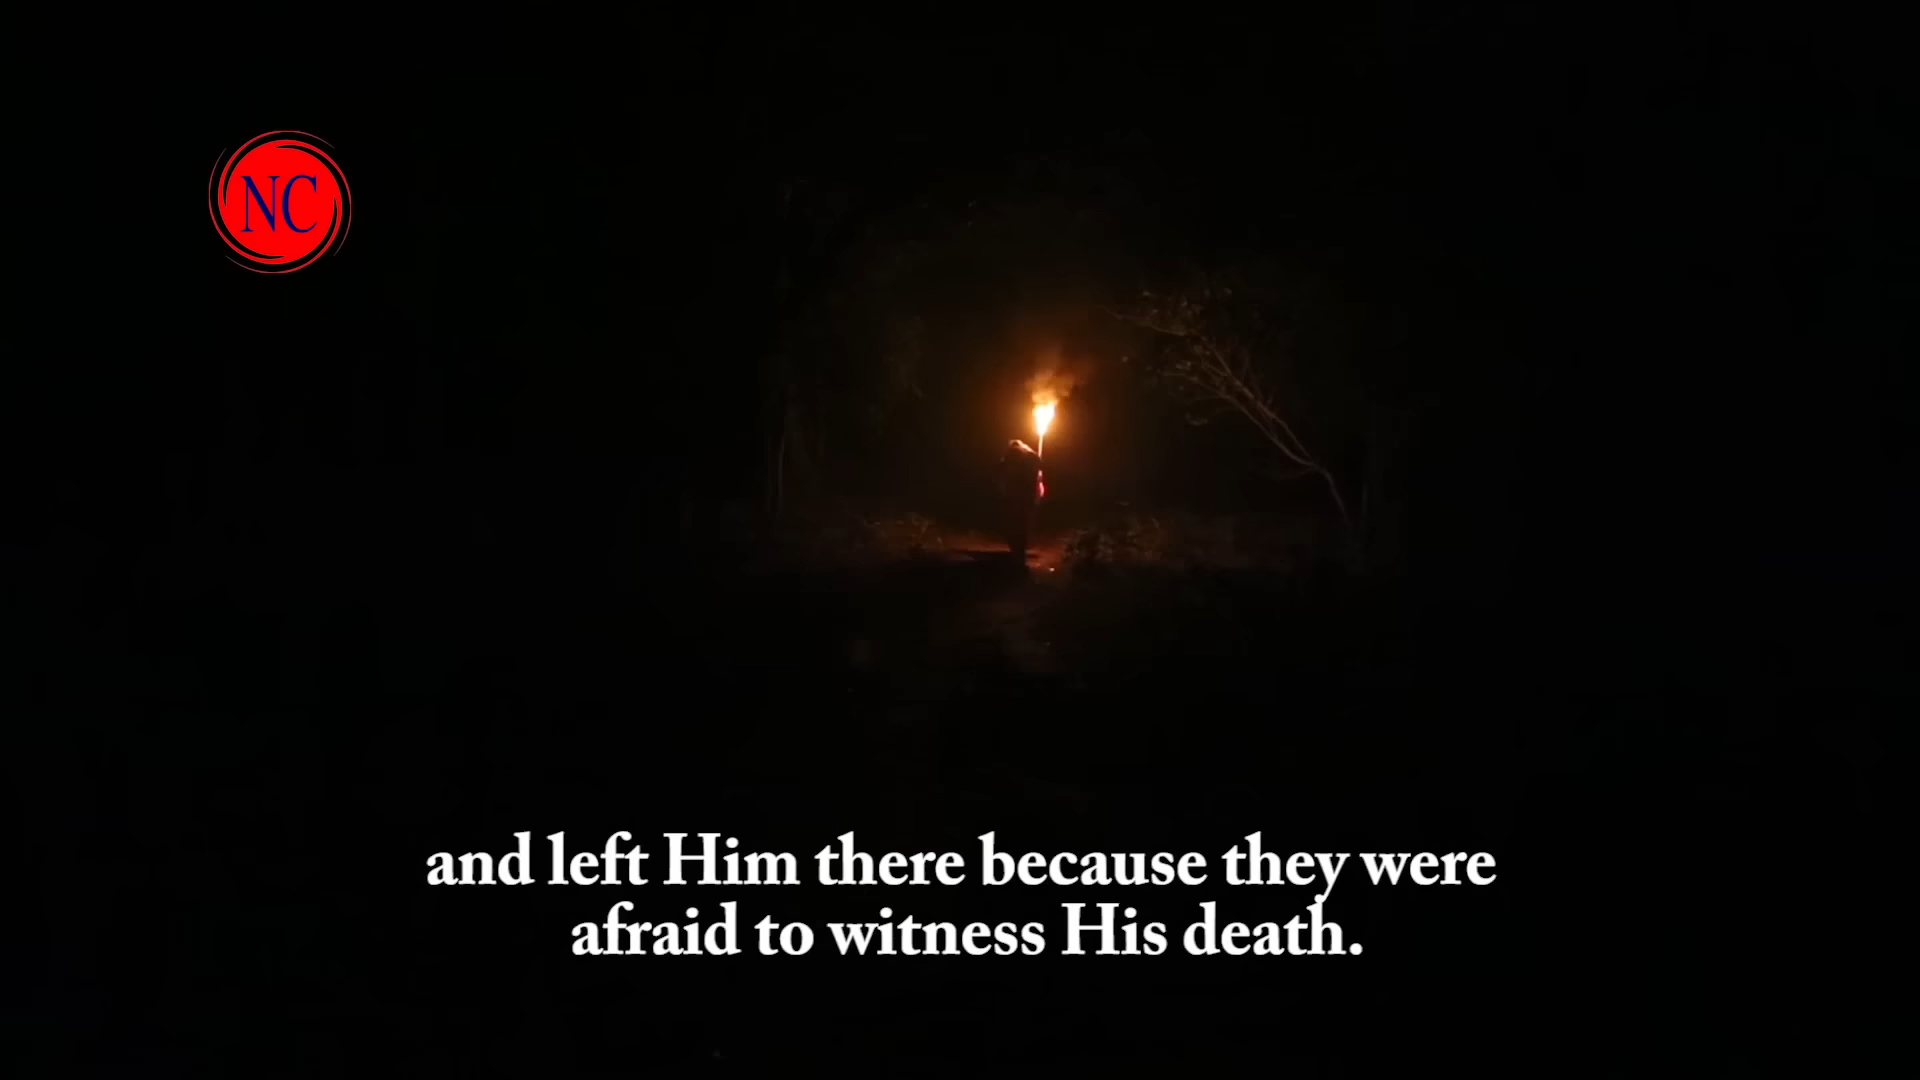 NC
and left Him there because they were
afraid to witness His death.